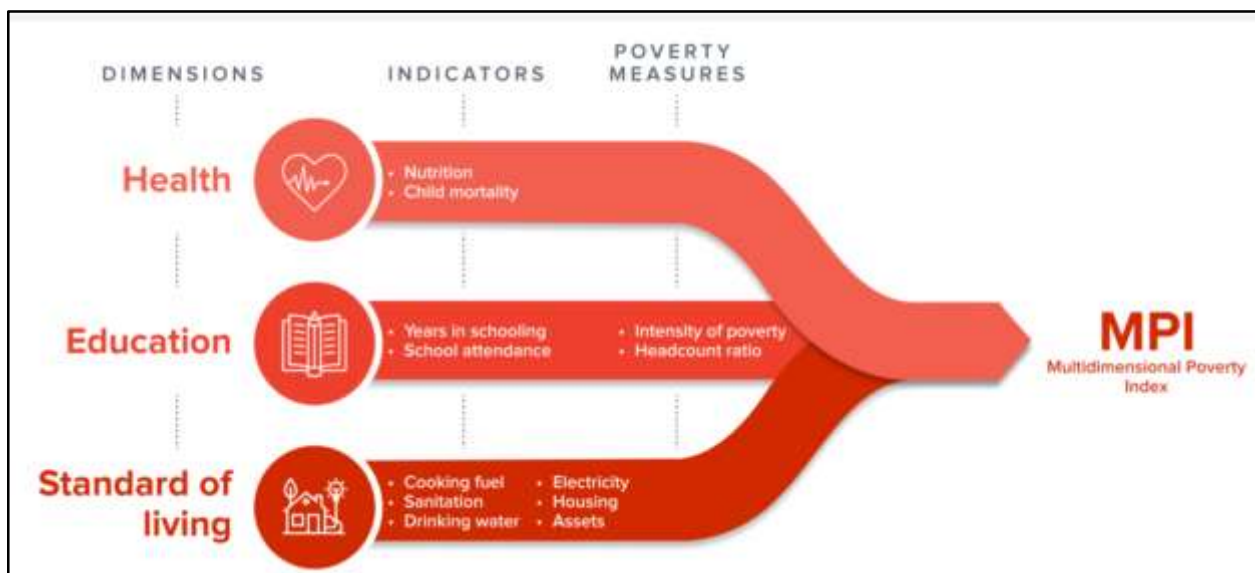 DIMENSIONS
INDICATORS
POVERTY
MEASURES
Health
• Nutrition
• Child mortality
Education
• Years in schooling
• School attendance
• Intensity of poverty
• Headcount ratio
Standard of
living
• Cooking fuel
• Sanitation
• Drinking water
• Electricity
• Housing
• Assets
MPI
Multidimensional Poverty
Index